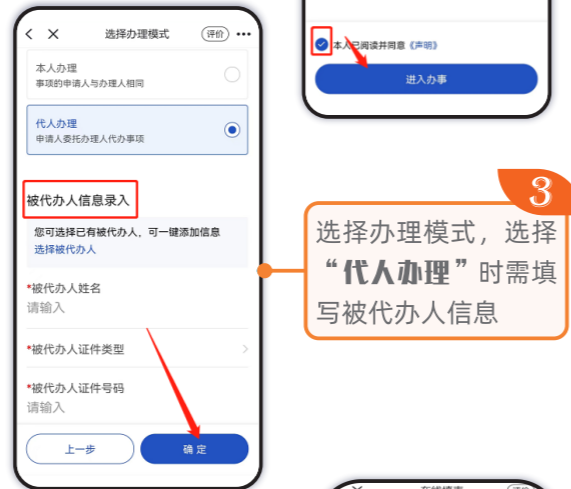 选择办理模式
评价
本人办理
事项的申请人与办理人相同
代人办理
申请人委托办理人代办事项
被代办人信息录入
您可选择已有被代办人，可一键添加信息
选择被代办人
*被代办人姓名
请输入
*被代办人证件类型
*被代办人证件号码
请输入
上一步
确 定
本人已阅读并同意《声明》
进入办事
3
选择办理模式，选择
“代人办理”时需填
写被代办人信息